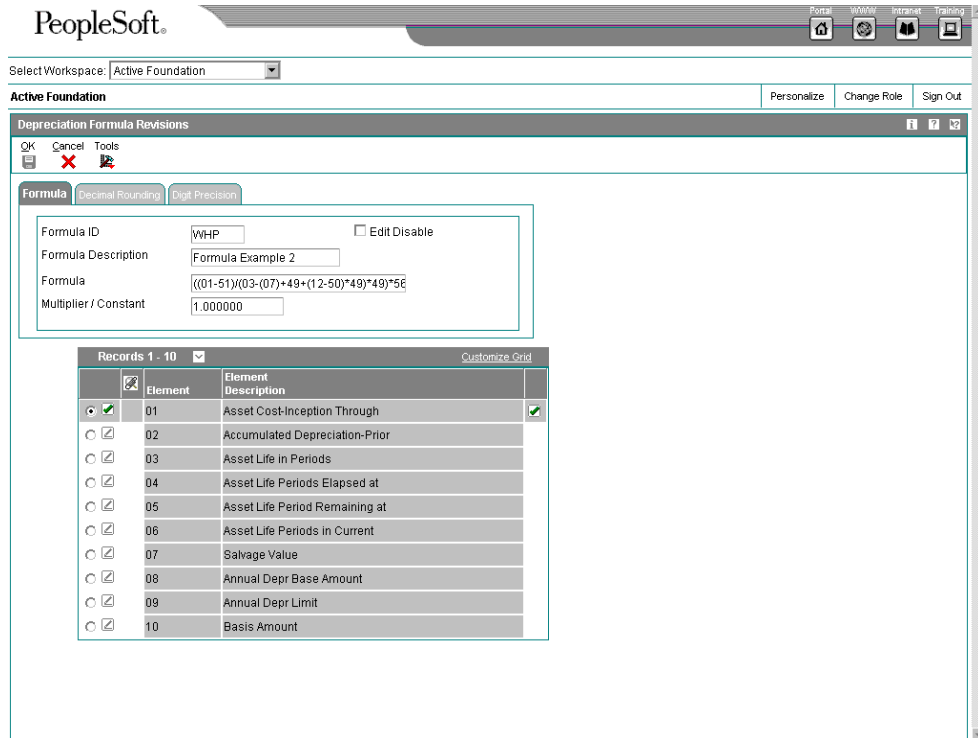 Portal WWW Intranet Training
PeopleSoft.
Select Workspace: Active Foundation
Active Foundation Personalize Change Role Sign Out
Depreciation Formula Revisions
OK Cancel Tools
Formula Decimal Rounding Digit Precision
Formula ID WHP Edit Disable
Formula Description Formula Example 2
Formula ((01-51)/(03-(07)+49+(12-50)*49)*49)*56
Multiplier / Constant 1.000000
Records 1 - 10 Customize Grid
Element Element Description
01 Asset Cost-Inception Through
02 Accumulated Depreciation-Prior
03 Asset Life in Periods
04 Asset Life Periods Elapsed at
05 Asset Life Period Remaining at
06 Asset Life Periods in Current
07 Salvage Value
08 Annual Depr Base Amount
09 Annual Depr Limit
10 Basis Amount